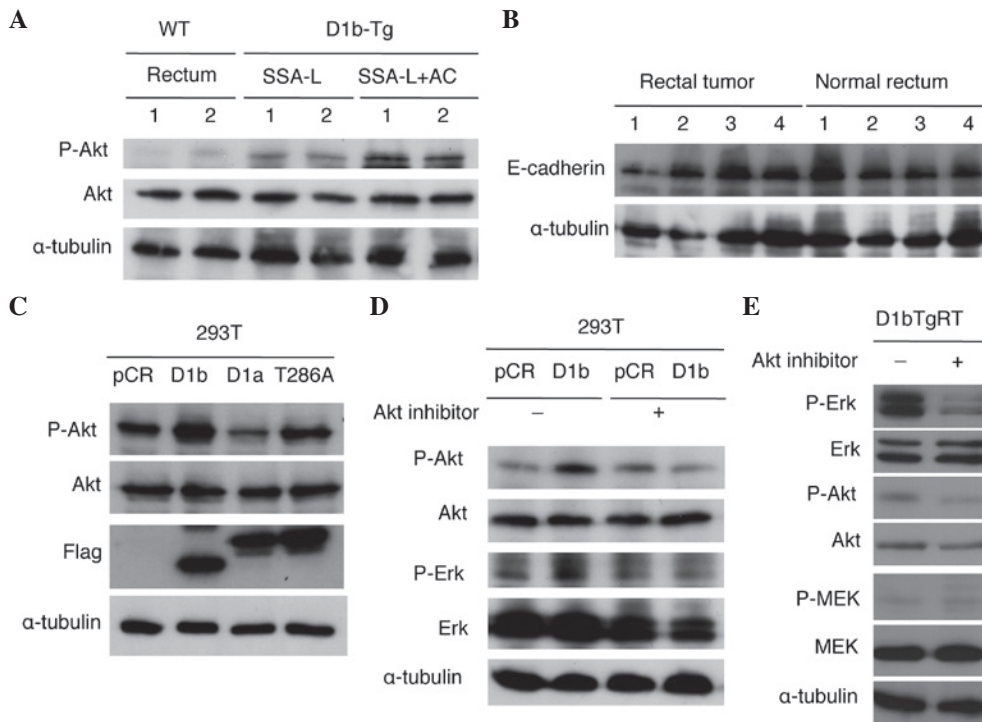 A
WT D1b-Tg
Rectum SSA-L SSA-L+AC
1 2 1 2 1 2
P-Akt
Akt
α-tubulin
B
Rectal tumor Normal rectum
1 2 3 4 1 2 3 4
E-cadherin
α-tubulin
C
293T
pCR D1b D1a T286A
P-Akt
Akt
Flag
α-tubulin
D
293T
pCR D1b pCR D1b
Akt inhibitor − +
P-Akt
Akt
P-Erk
Erk
α-tubulin
E
D1bTgRT
Akt inhibitor − +
P-Erk
Erk
P-Akt
Akt
P-MEK
MEK
α-tubulin